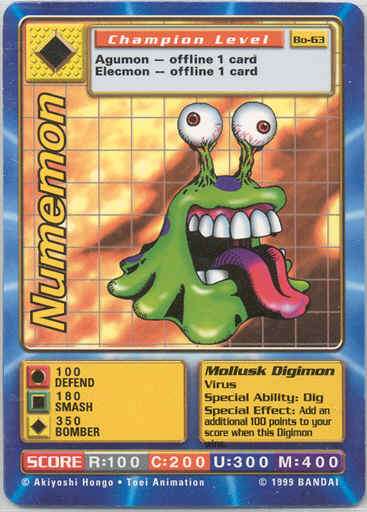 Champion Level
Bo-63
Agumon — offline 1 card
Elecmon — offline 1 card
Numemon
100
DEFEND
180
SMASH
350
BOMBER
Mollusk Digimon
Virus
Special Ability: Dig
Special Effect: Add an
additional 100 points to your
score when this Digimon
wins.
SCORE R:100 C:200 U:300 M:400
© Akiyoshi Hongo • Toei Animation © 1999 BANDAI